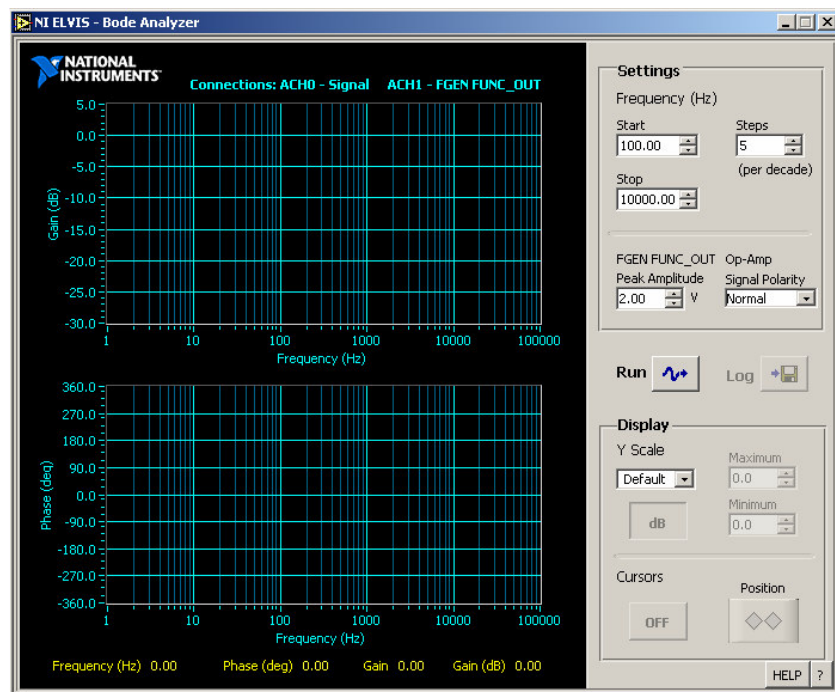 NI ELVIS - Bode Analyzer
NATIONAL
INSTRUMENTS
Connections: ACH0 - Signal ACH1 - FGEN FUNC_OUT
5.0
0.0
-5.0
-10.0
-15.0
-20.0
-25.0
-30.0
Gain (dB)
1 10 100 1000 10000 100000
Frequency (Hz)
360.0
270.0
180.0
90.0
0.0
-90.0
-180.0
-270.0
-360.0
Phase (deg)
1 10 100 1000 10000 100000
Frequency (Hz)
Frequency (Hz) 0.00 Phase (deg) 0.00 Gain 0.00 Gain (dB) 0.00
Settings
Frequency (Hz)
Start Steps
100.00 5
(per decade)
Stop
10000.00
FGEN FUNC_OUT Op-Amp
Peak Amplitude Signal Polarity
2.00 V Normal
Run Log
Display
Y Scale Maximum
Default 0.0
Minimum
dB 0.0
Cursors Position
OFF
HELP ?